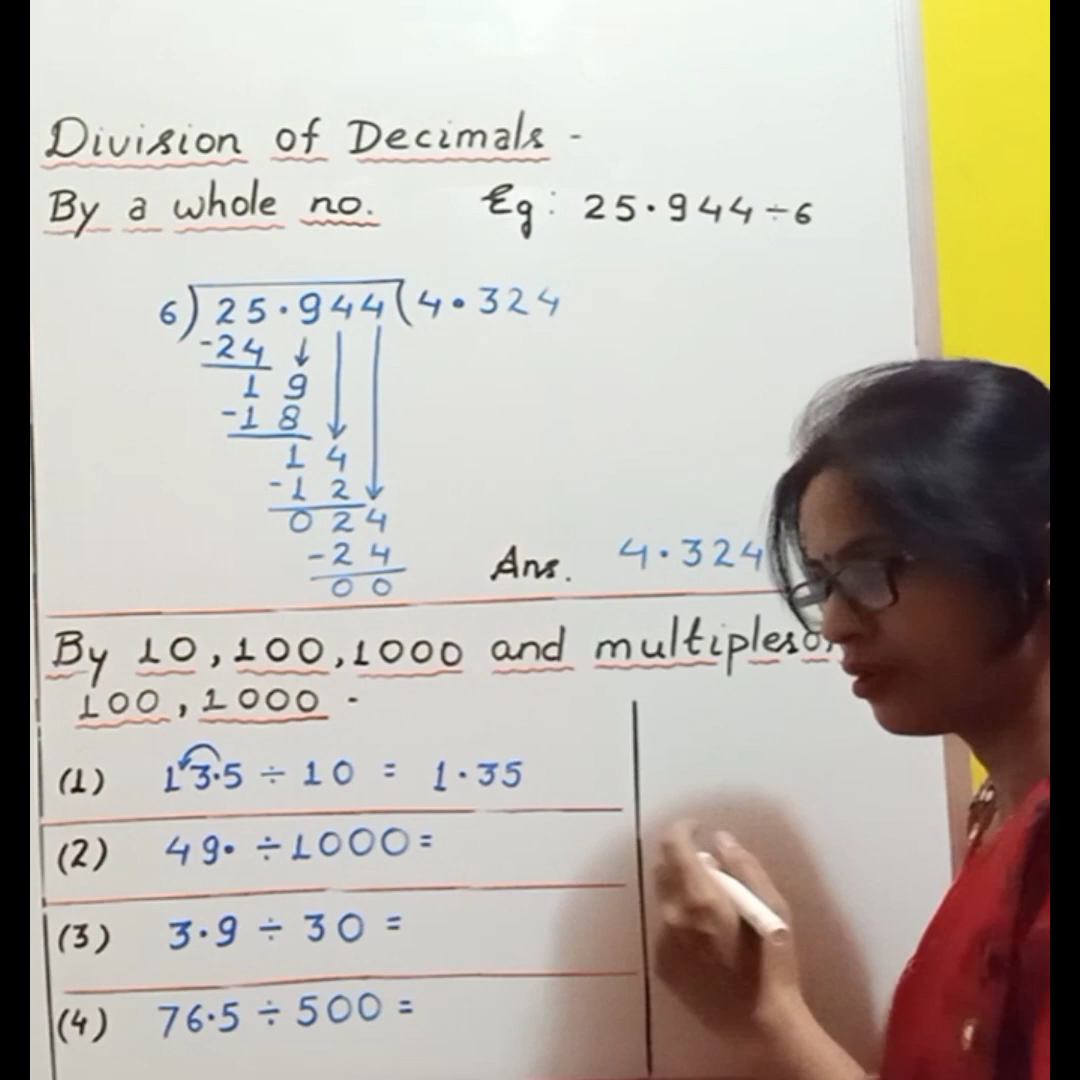 Division of Decimals -
By a whole no. Eg: 25.944÷6
6)25.944(4.324
-24
19
-18
14
-12
024
-24
00
Ans. 4.324
By 10,100,1000 and multiples
100,1000 -
(1) 13.5 ÷ 10 = 1.35
(2) 49. ÷1000=
(3) 3.9 ÷ 30 =
(4) 76.5 ÷ 500 =